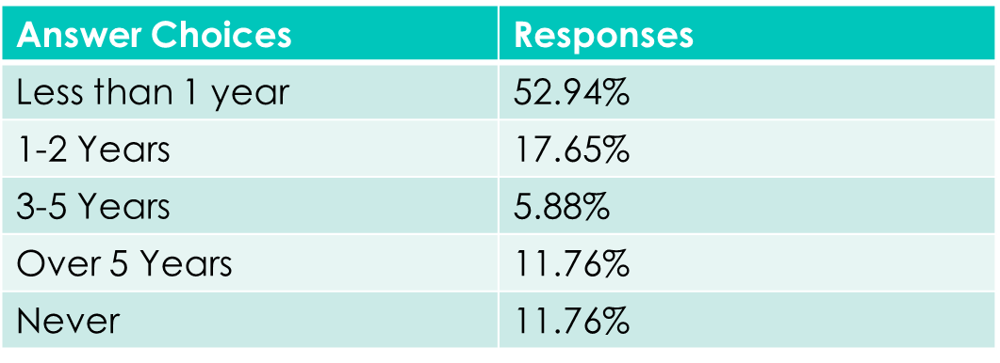 Answer Choices Responses
Less than 1 year 52.94%
1-2 Years 17.65%
3-5 Years 5.88%
Over 5 Years 11.76%
Never 11.76%